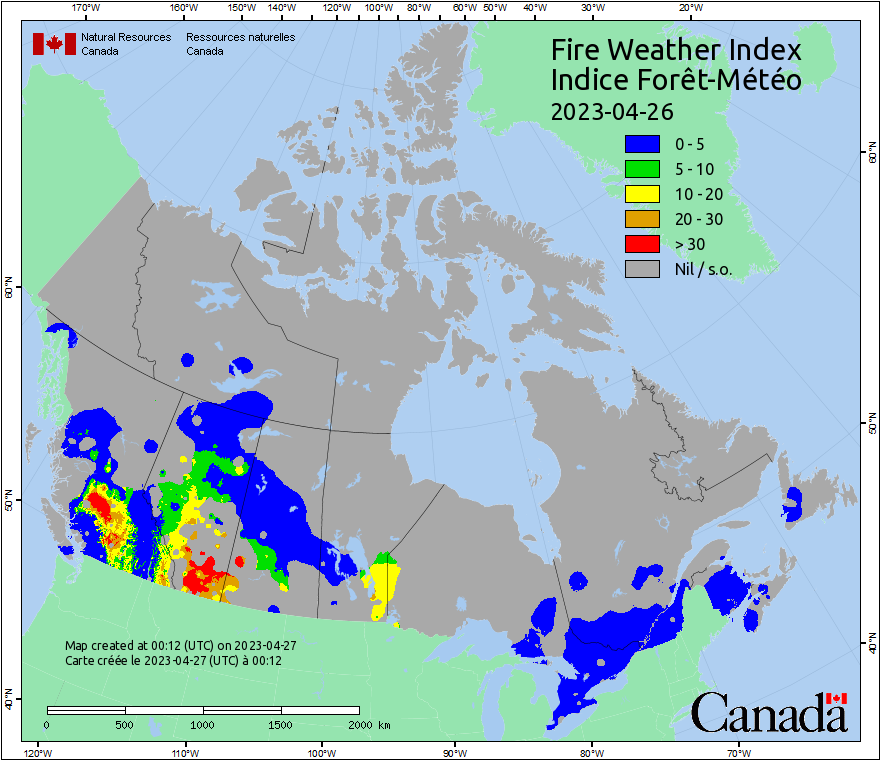 170°W 160°W 150°W 140°W 130°W 120°W 110°W 100°W 90°W 80°W 60°W 50°W 40°W 30°W 20°W
Natural Resources Canada
Ressources naturelles Canada
Fire Weather Index
Indice Forêt-Météo
2023-04-26
0 - 5
5 - 10
10 - 20
20 - 30
> 30
Nil / s.o.
60°N
50°N
40°N
60°N
50°N
40°N
Map created at 00:12 (UTC) on 2023-04-27
Carte créée le 2023-04-27 (UTC) à 00:12
0 500 1000 1500 2000 km
Canada
120°W 110°W 100°W 90°W 80°W 70°W